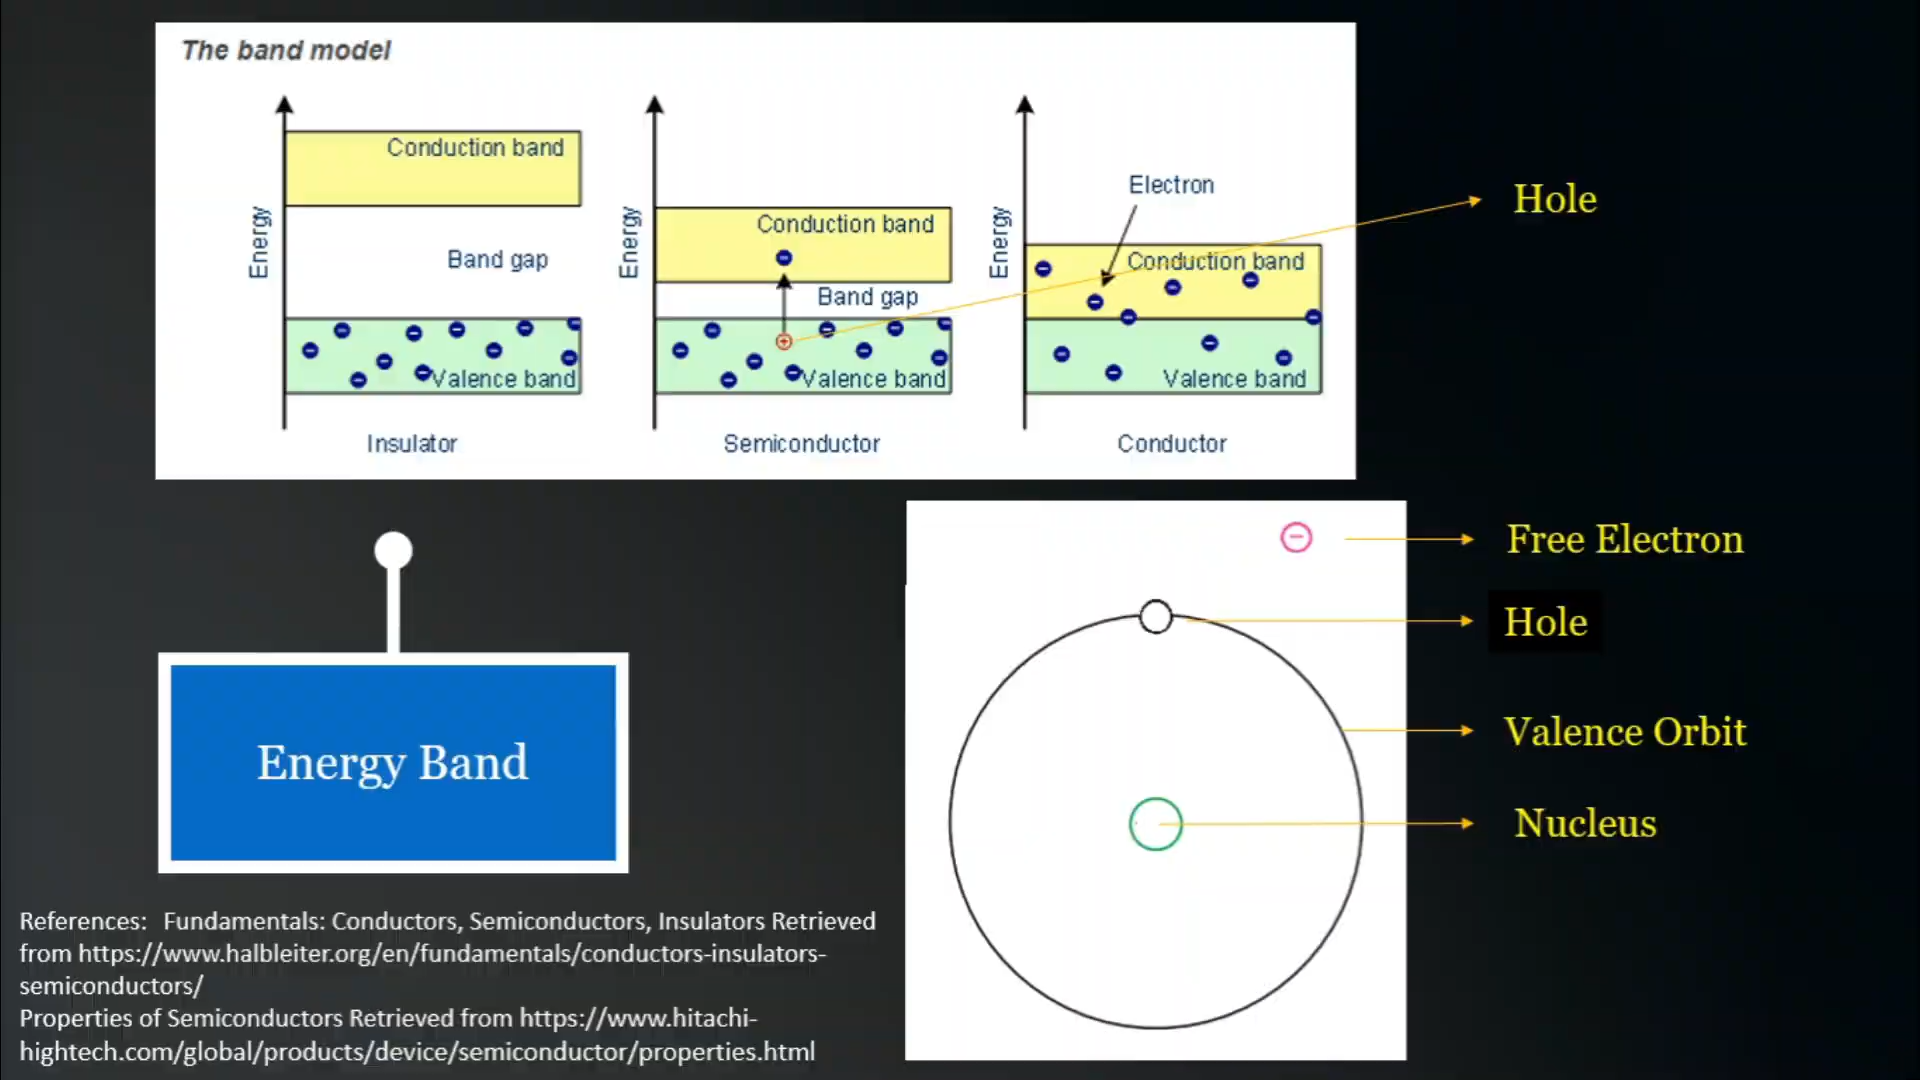 The band model
Energy
Conduction band
Band gap
Valence band
Insulator
Energy
Conduction band
Band gap
Valence band
Semiconductor
Energy
Electron
Conduction band
Valence band
Conductor
Hole
Free Electron
Hole
Valence Orbit
Nucleus
Energy Band
References: Fundamentals: Conductors, Semiconductors, Insulators Retrieved
from https://www.halbleiter.org/en/fundamentals/conductors-insulators-
semiconductors/
Properties of Semiconductors Retrieved from https://www.hitachi-
hightech.com/global/products/device/semiconductor/properties.html